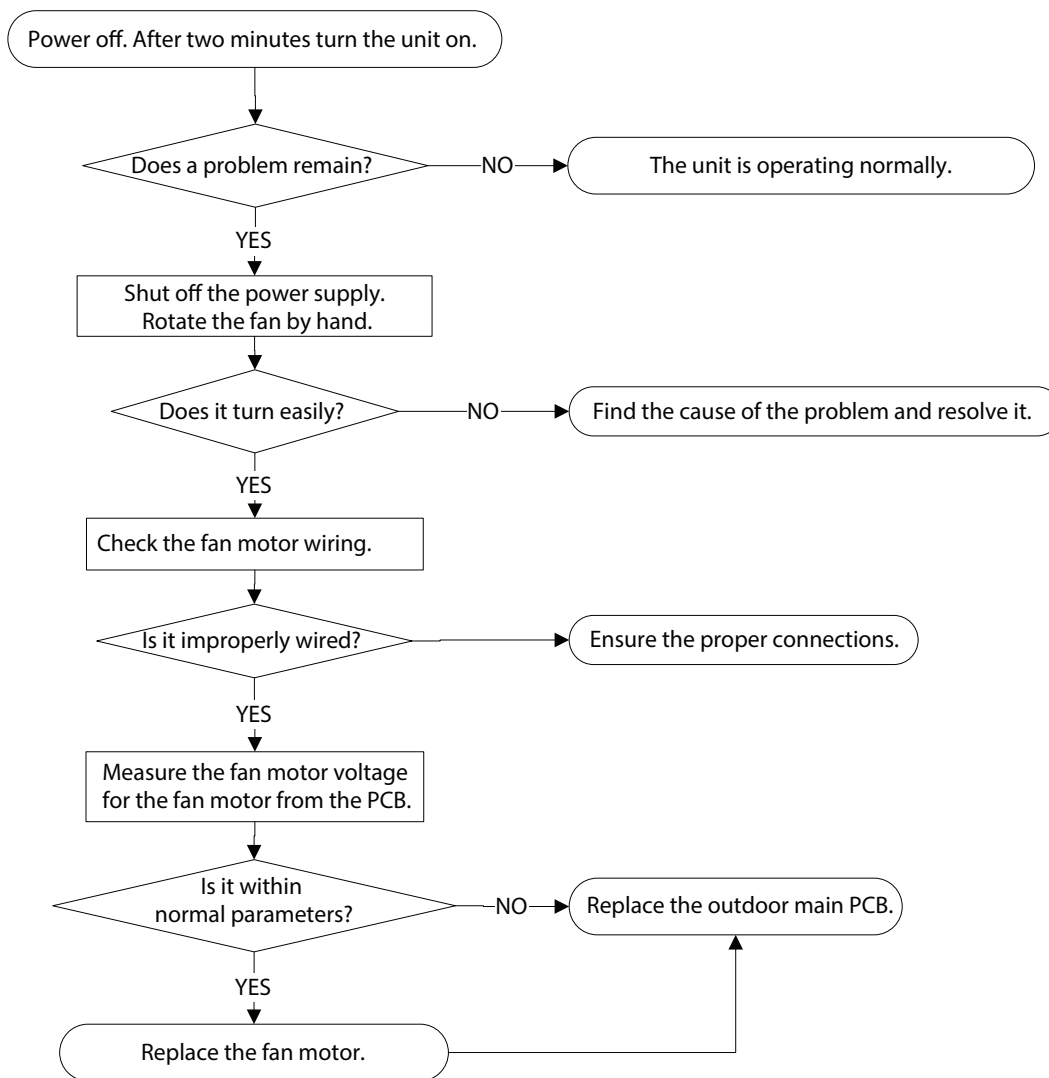 Power off. After two minutes turn the unit on.
Does a problem remain?
NO
The unit is operating normally.
YES
Shut off the power supply.
Rotate the fan by hand.
Does it turn easily?
NO
Find the cause of the problem and resolve it.
YES
Check the fan motor wiring.
Is it improperly wired?
Ensure the proper connections.
YES
Measure the fan motor voltage
for the fan motor from the PCB.
Is it within
normal parameters?
NO
Replace the outdoor main PCB.
YES
Replace the fan motor.